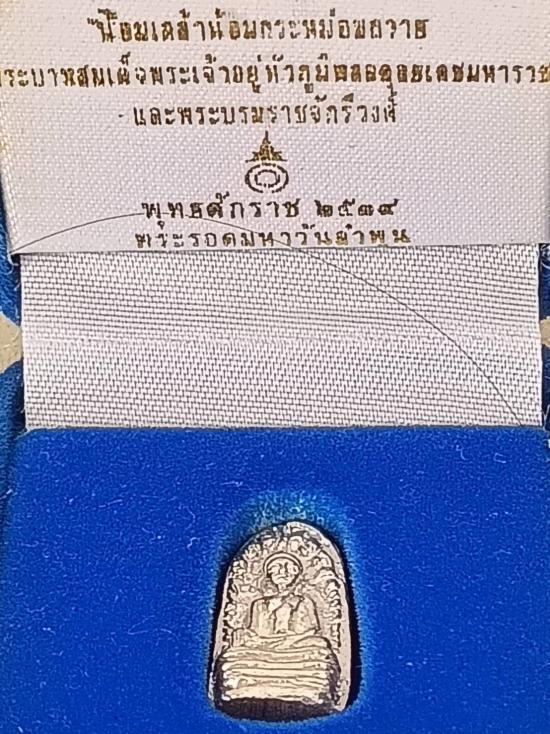 น้อมเกล้าน้อมกระหม่อมถวาย
พระบาทสมเด็จพระเจ้าอยู่หัวภูมิพลอดุลยเดชมหาราช
และพระบรมราชจักรีวงศ์
พุทธศักราช ๒๕๓๙
พระรอดมหาวันลำพูน